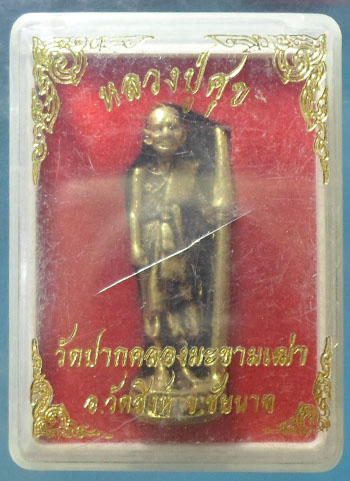 หลวงปู่ศุข
วัดปากคลองมะขามเฒ่า
อ.วัดสิงห์ จ.ชัยนาท